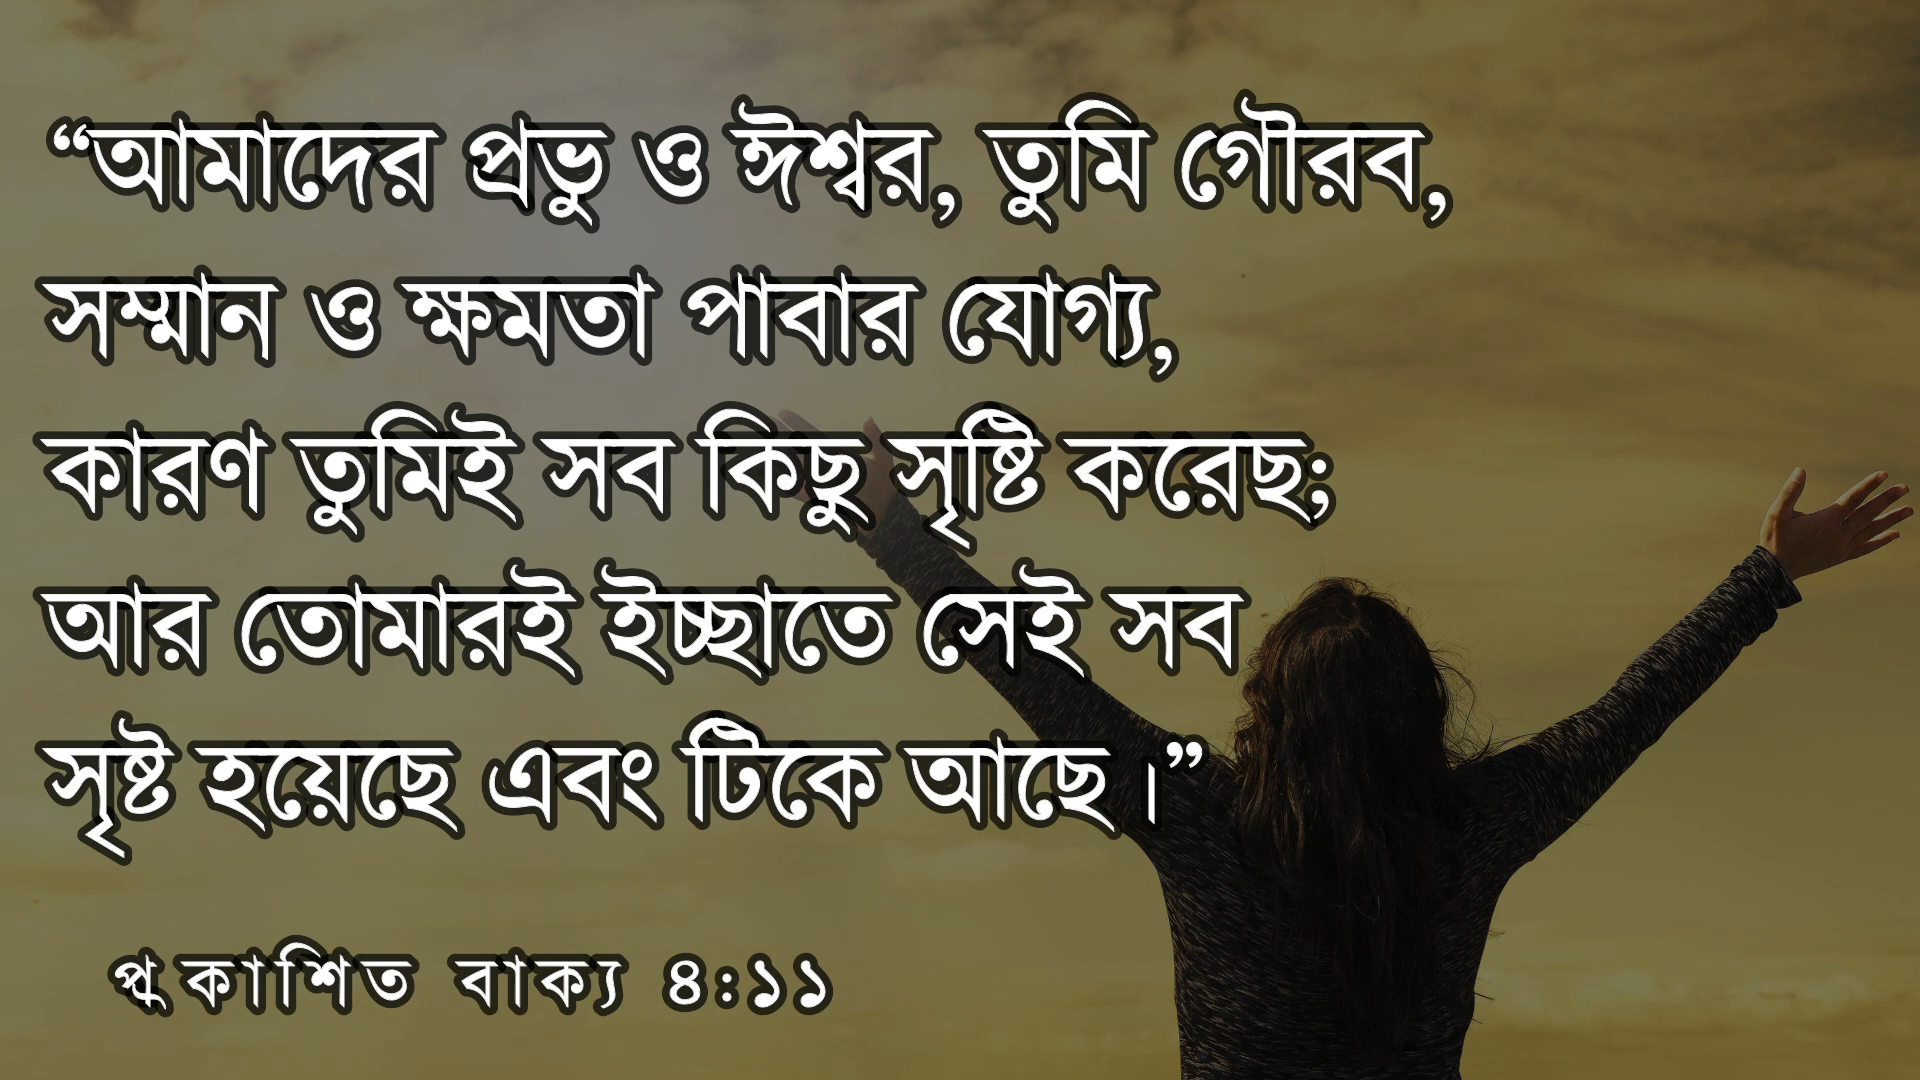 “আমাদের প্রভু ও ঈশ্বর, তুমি গৌরব,
সম্মান ও ক্ষমতা পাবার যোগ্য,
কারণ তুমিই সব কিছু সৃষ্টি করেছ;
আর তোমারই ইচ্ছাতে সেই সব
সৃষ্ট হয়েছে এবং টিকে আছে।”
প্রকাশিত বাক্য ৪:১১